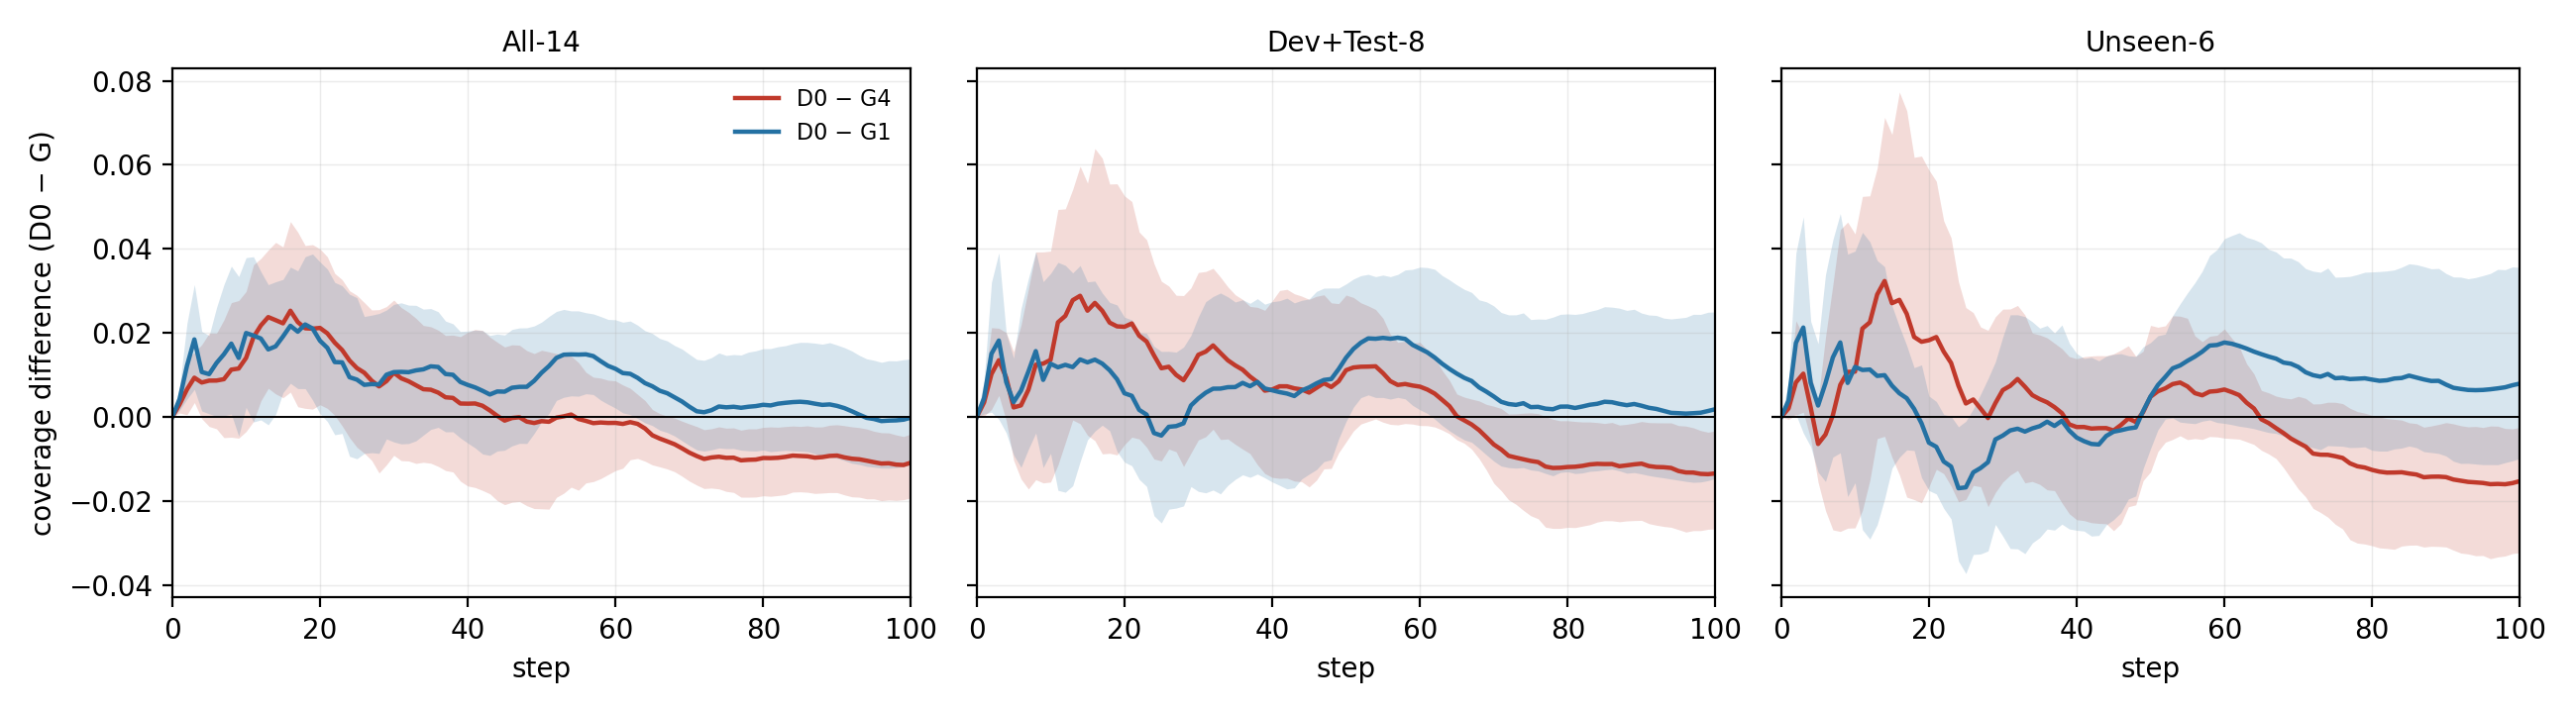 All-14
Dev+Test-8
Unseen-6
coverage difference (D0 − G)
0.08
0.06
0.04
0.02
0.00
−0.02
−0.04
D0 − G4
D0 − G1
0 20 40 60 80 100
0 20 40 60 80 100
0 20 40 60 80 100
step
step
step